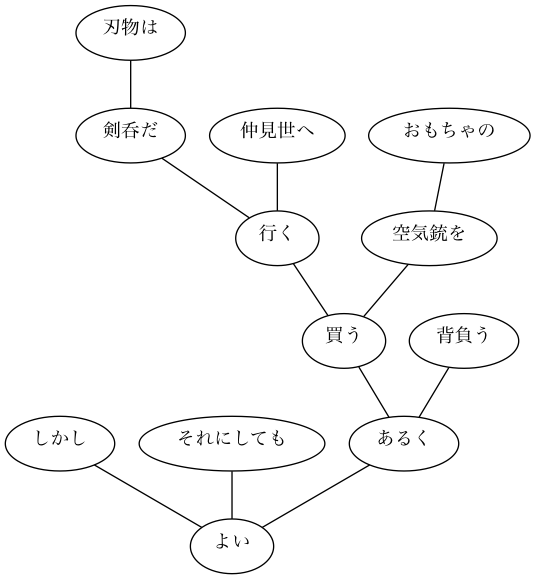 刃物は
剣呑だ
仲見世へ
おもちゃの
行く
空気銃を
買う
背負う
しかし
それにしても
あるく
よい